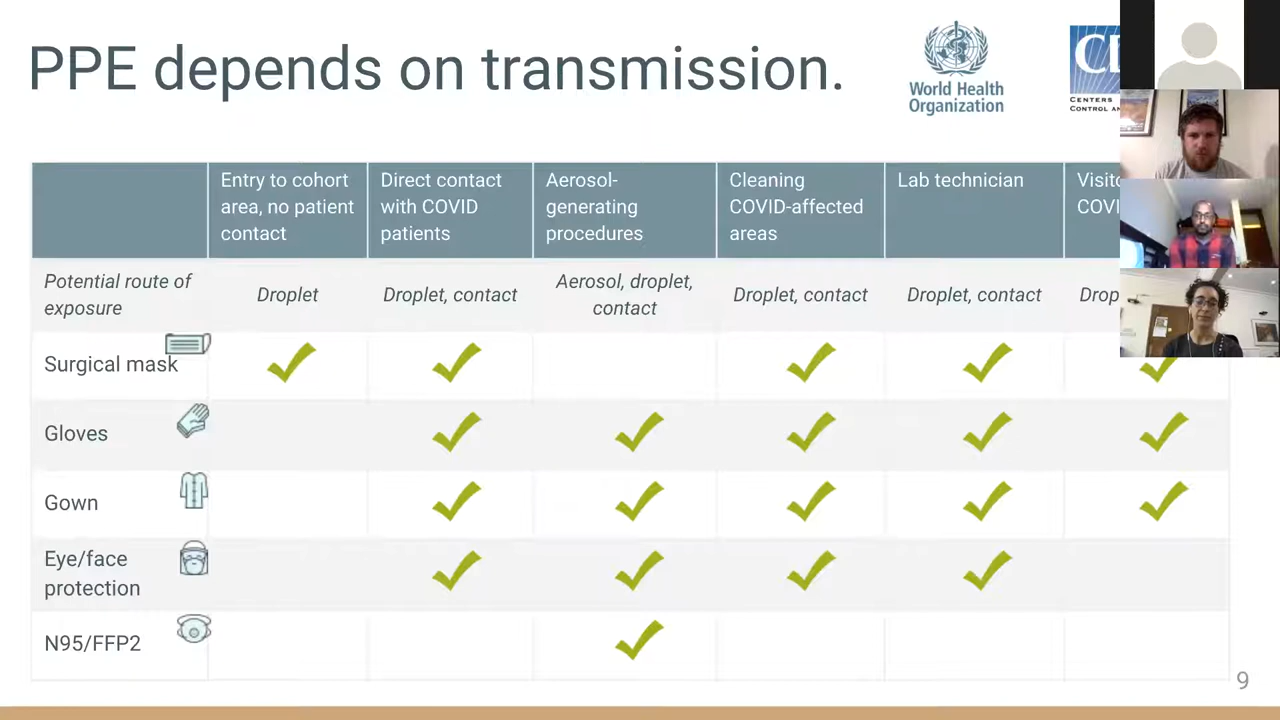 PPE depends on transmission.
World Health
Organization
CENTERS
CONTROL
Entry to cohort
area, no patient
contact
Direct contact
with COVID
patients
Aerosol-
generating
procedures
Cleaning
COVID-affected
areas
Lab technician
Potential route of
exposure
Droplet
Droplet, contact
Aerosol, droplet,
contact
Droplet, contact
Droplet, contact
Surgical mask
Gloves
Gown
Eye/face
protection
N95/FFP2
9